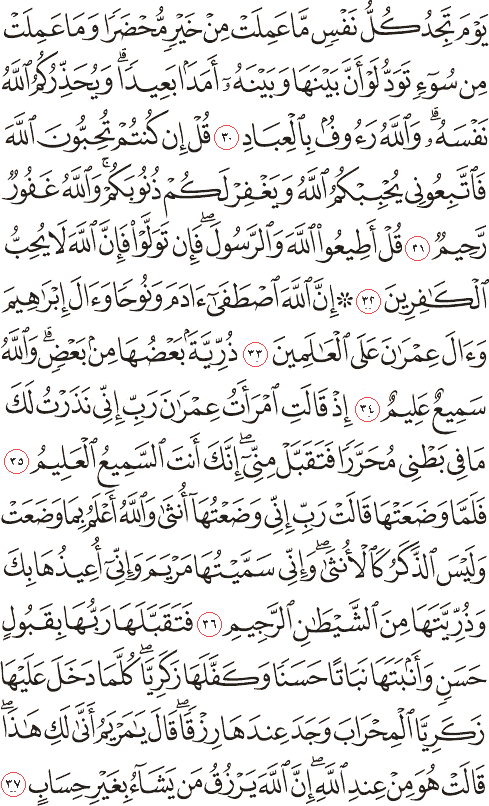 يَوْمَ تَجِدُ كُلُّ نَفْسٍ مَّا عَمِلَتْ مِنْ خَيْرٍ مُّحْضَرًا وَمَا عَمِلَتْ
مِن سُوٓءٍ تَوَدُّ لَوْ أَنَّ بَيْنَهَا وَبَيْنَهُۥٓ أَمَدًۢا بَعِيدًاۗ وَيُحَذِّرُكُمُ ٱللَّهُ
نَفْسَهُۥۗ وَٱللَّهُ رَءُوفٌۢ بِٱلْعِبَادِ ٣٠ قُلْ إِن كُنتُمْ تُحِبُّونَ ٱللَّهَ
فَٱتَّبِعُونِى يُحْبِبْكُمُ ٱللَّهُ وَيَغْفِرْ لَكُمْ ذُنُوبَكُمْۚ وَٱللَّهُ غَفُورٌ
رَّحِيمٌ ٣١ قُلْ أَطِيعُوا۟ ٱللَّهَ وَٱلرَّسُولَۖ فَإِن تَوَلَّوْا۟ فَإِنَّ ٱللَّهَ لَا يُحِبُّ
ٱلْكَٰفِرِينَ ٣٢ ۞ إِنَّ ٱللَّهَ ٱصْطَفَىٰٓ ءَادَمَ وَنُوحًا وَءَالَ إِبْرَٰهِيمَ
وَءَالَ عِمْرَٰنَ عَلَى ٱلْعَٰلَمِينَ ٣٣ ذُرِّيَّةًۢ بَعْضُهَا مِنۢ بَعْضٍۗ وَٱللَّهُ
سَمِيعٌ عَلِيمٌ ٣٤ إِذْ قَالَتِ ٱمْرَأَتُ عِمْرَٰنَ رَبِّ إِنِّى نَذَرْتُ لَكَ
مَا فِى بَطْنِى مُحَرَّرًا فَتَقَبَّلْ مِنِّىٓۖ إِنَّكَ أَنتَ ٱلسَّمِيعُ ٱلْعَلِيمُ ٣٥
فَلَمَّا وَضَعَتْهَا قَالَتْ رَبِّ إِنِّى وَضَعْتُهَآ أُنثَىٰ وَٱللَّهُ أَعْلَمُ بِمَا وَضَعَتْ
وَلَيْسَ ٱلذَّكَرُ كَٱلْأُنثَىٰۖ وَإِنِّى سَمَّيْتُهَا مَرْيَمَ وَإِنِّىٓ أُعِيذُهَا بِكَ
وَذُرِّيَّتَهَا مِنَ ٱلشَّيْطَٰنِ ٱلرَّجِيمِ ٣٦ فَتَقَبَّلَهَا رَبُّهَا بِقَبُولٍ
حَسَنٍ وَأَنۢبَتَهَا نَبَاتًا حَسَنًا وَكَفَّلَهَا زَكَرِيَّاۖ كُلَّمَا دَخَلَ عَلَيْهَا
زَكَرِيَّا ٱلْمِحْرَابَ وَجَدَ عِندَهَا رِزْقًاۖ قَالَ يَٰمَرْيَمُ أَنَّىٰ لَكِ هَٰذَاۖ
قَالَتْ هُوَ مِنْ عِندِ ٱللَّهِۖ إِنَّ ٱللَّهَ يَرْزُقُ مَن يَشَآءُ بِغَيْرِ حِسَابٍ ٣٧